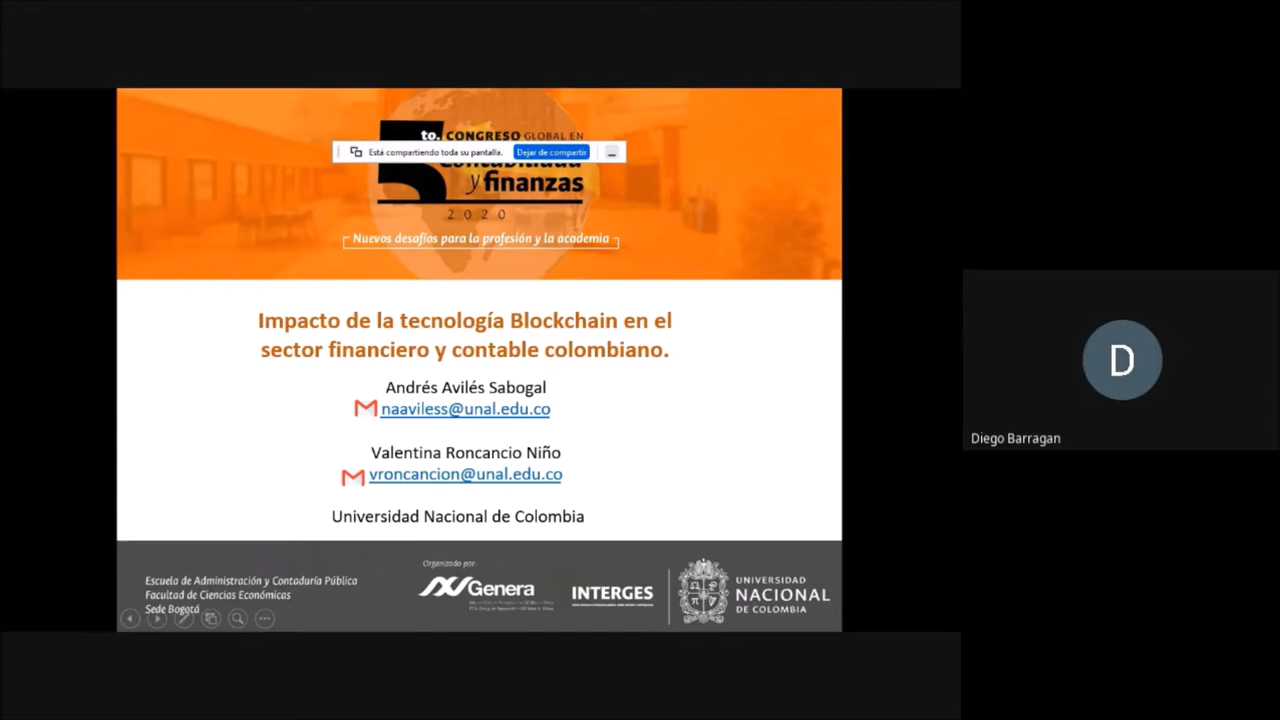 to. CONGRESO GLOBAL EN
5
Está compartiendo toda su pantalla. Dejar de compartir
Contabilidad
y finanzas
2020
Nuevos desafíos para la profesión y la academia
Impacto de la tecnología Blockchain en el
sector financiero y contable colombiano.
Andrés Avilés Sabogal
naaviless@unal.edu.co
Valentina Roncancio Niño
vroncancion@unal.edu.co
Universidad Nacional de Colombia
Escuela de Administración y Contaduría Pública
Facultad de Ciencias Económicas
Sede Bogotá
Organizado por:
Genera
INTERGES
UNIVERSIDAD
NACIONAL
DE COLOMBIA
D
Diego Barragan